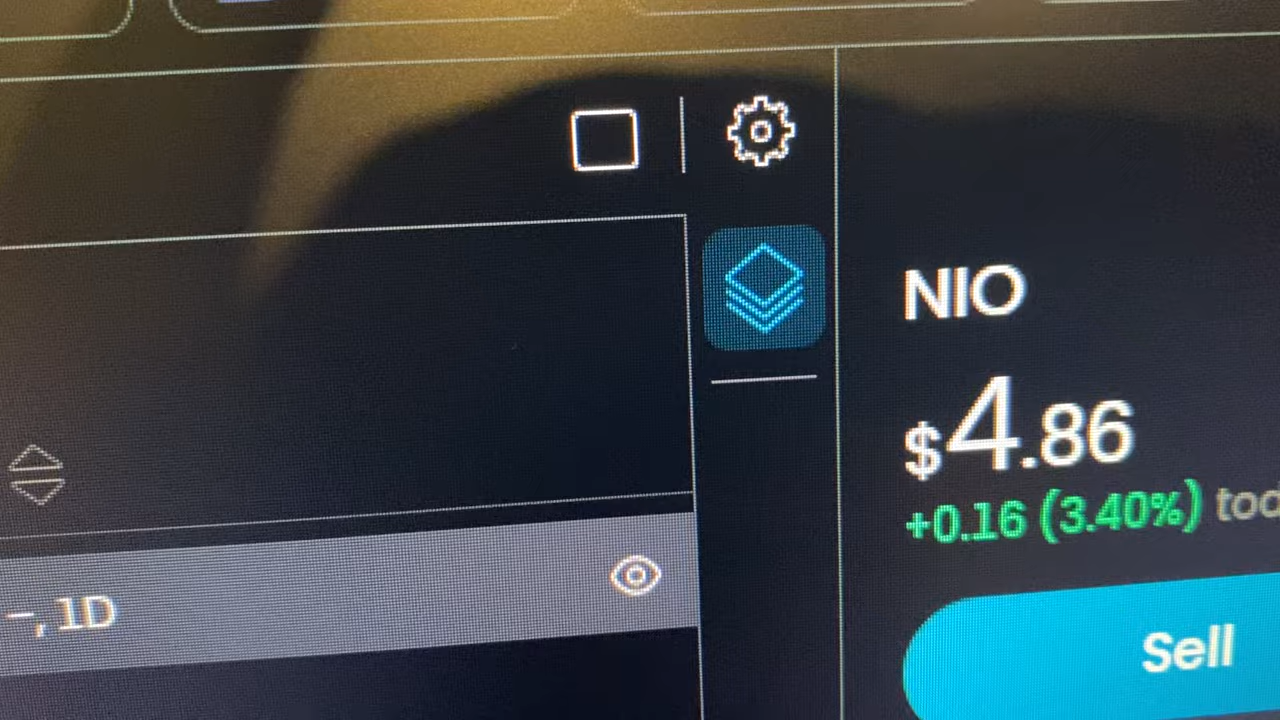 NIO
$4.86
+0.16 (3.40%)
–, 1D
Sell